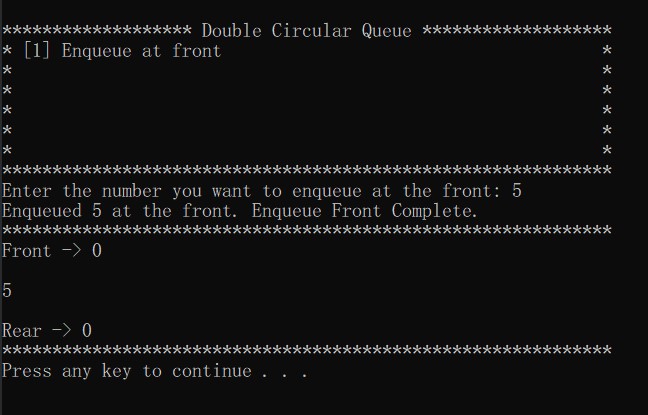 ******************* Double Circular Queue *******************
* [1] Enqueue at front                                      *
*                                                           *
*                                                           *
*                                                           *
*                                                           *
*                                                           *
*************************************************************
Enter the number you want to enqueue at the front: 5
Enqueued 5 at the front. Enqueue Front Complete.
*************************************************************
Front -> 0

5

Rear -> 0
*************************************************************
Press any key to continue . . .